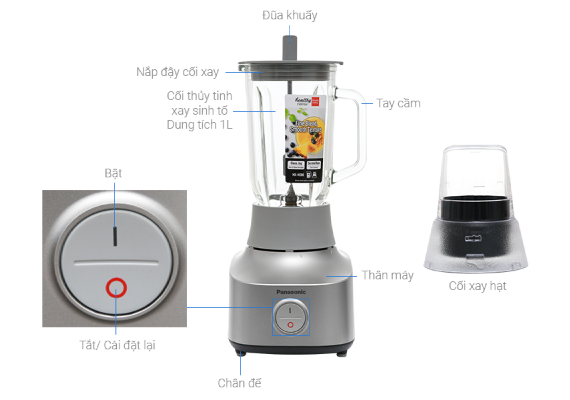 Đũa khuấy
Nắp đậy cối xay
Cối thủy tinh
xay sinh tố
Dung tích 1L
Tay cầm
healthy
Bật
Thân máy
Panasonic
Cối xay hạt
Tắt/ Cài đặt lại
Chân đế